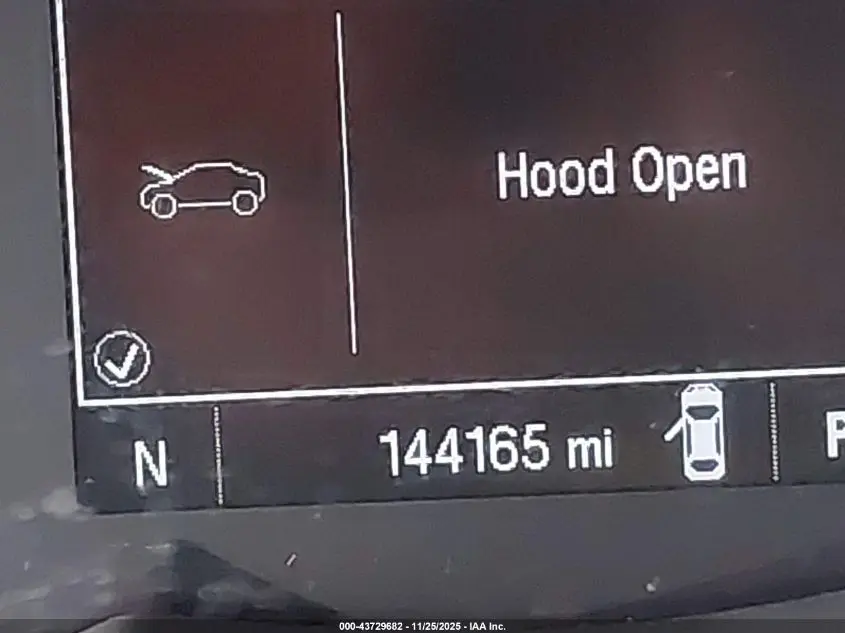 Hood Open
N 144165 mi P
000-43729682 - 11/25/2025 - IAA Inc.